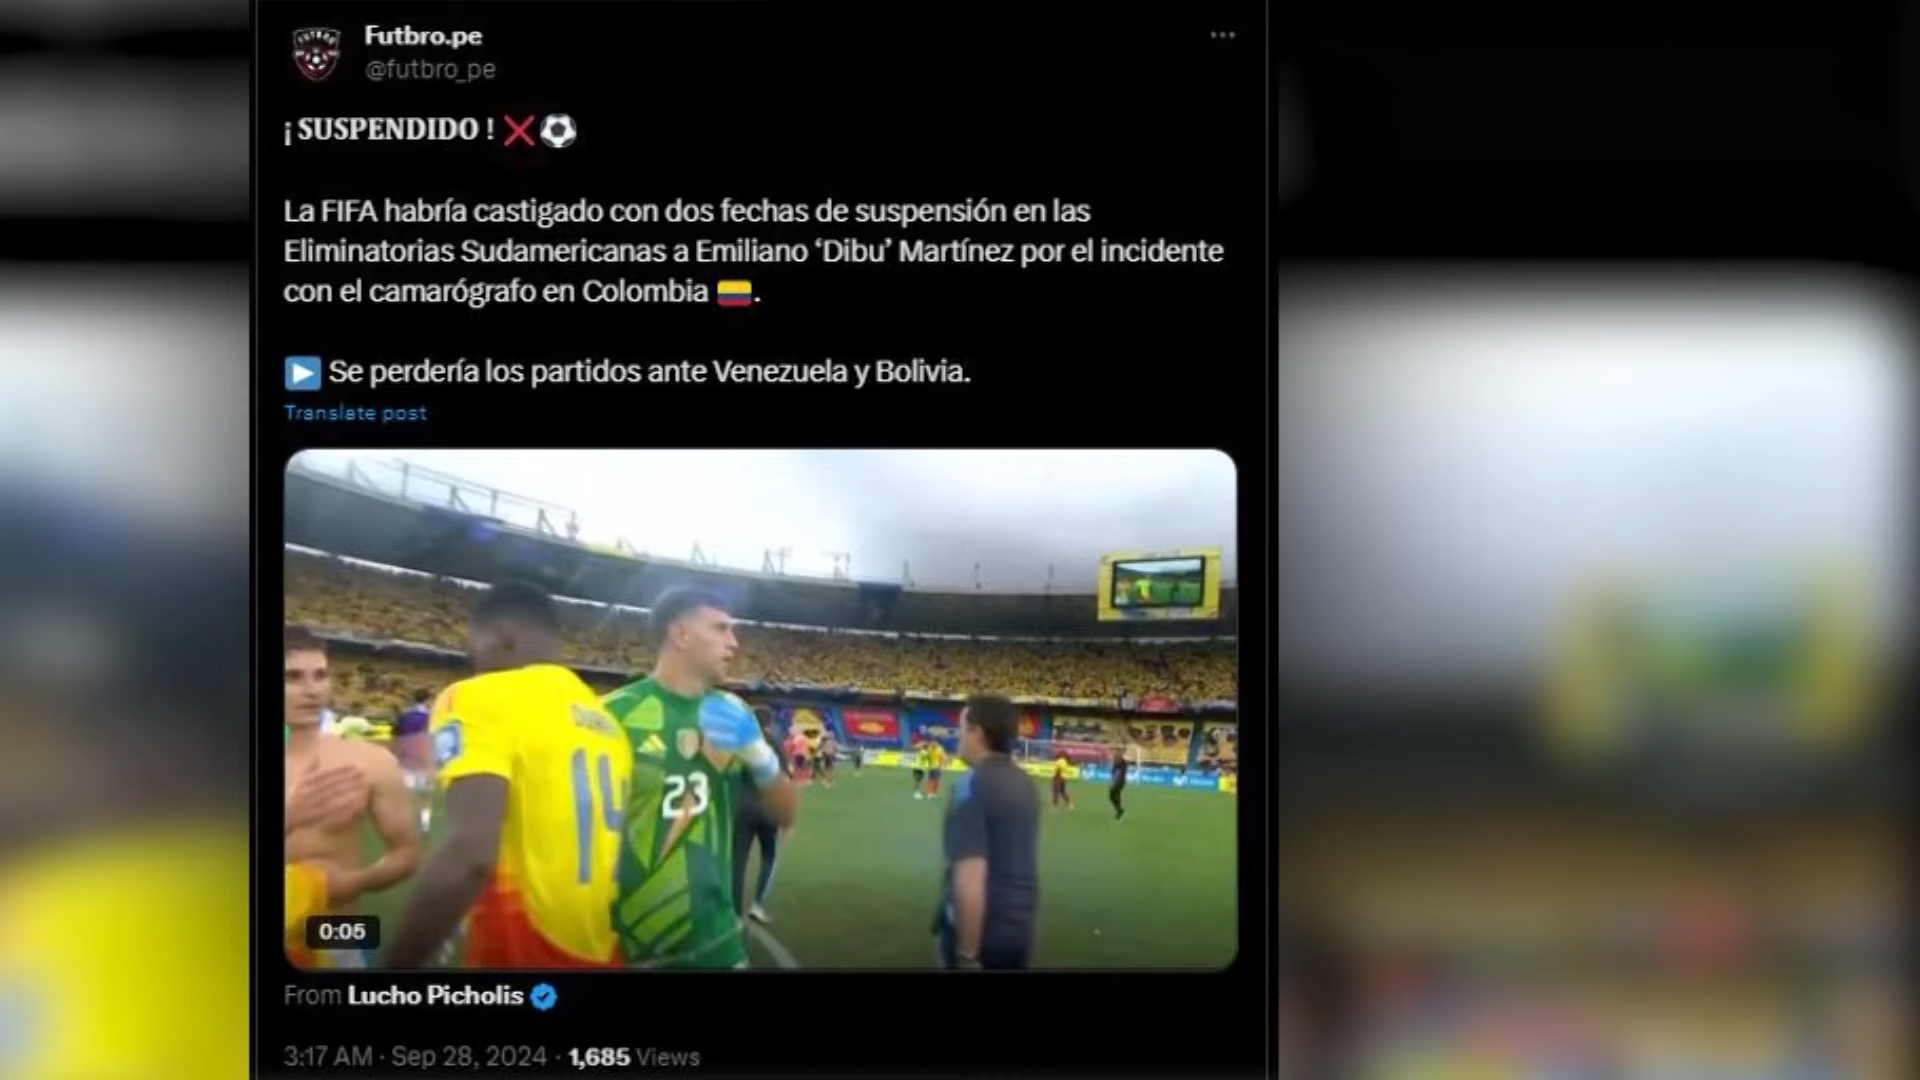 Futbro.pe
@futbro_pe
¡ SUSPENDIDO ! ❌⚽
La FIFA habría castigado con dos fechas de suspensión en las
Eliminatorias Sudamericanas a Emiliano ‘Dibu’ Martínez por el incidente
con el camarógrafo en Colombia 🇨🇴.
▶️ Se perdería los partidos ante Venezuela y Bolivia.
Translate post
14
23
0:05
From Lucho Picholis
3:17 AM · Sep 28, 2024 · 1,685 Views